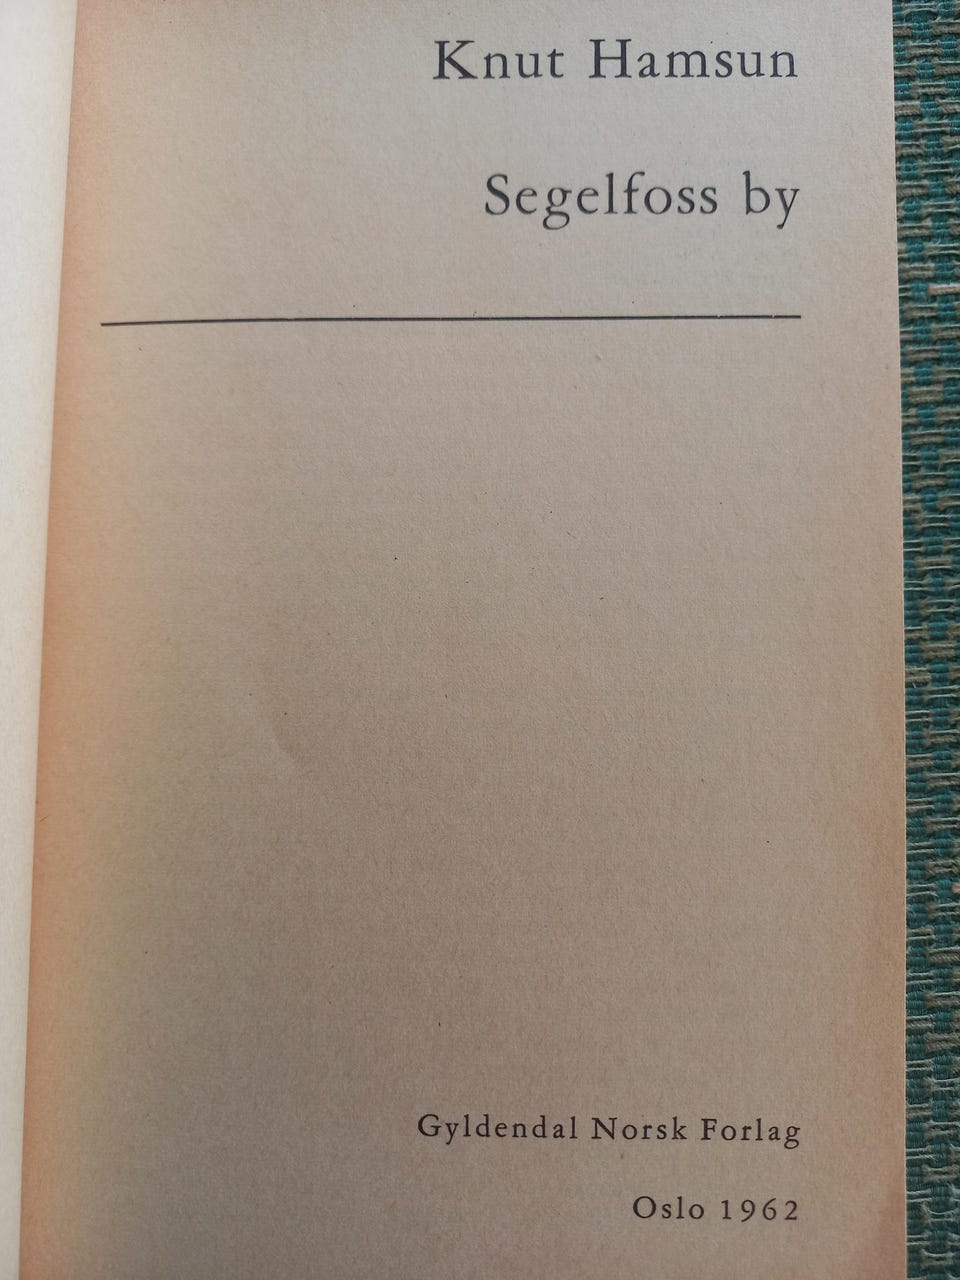 Knut Hamsun
Segelfoss by
Gyldendal Norsk Forlag
Oslo 1962